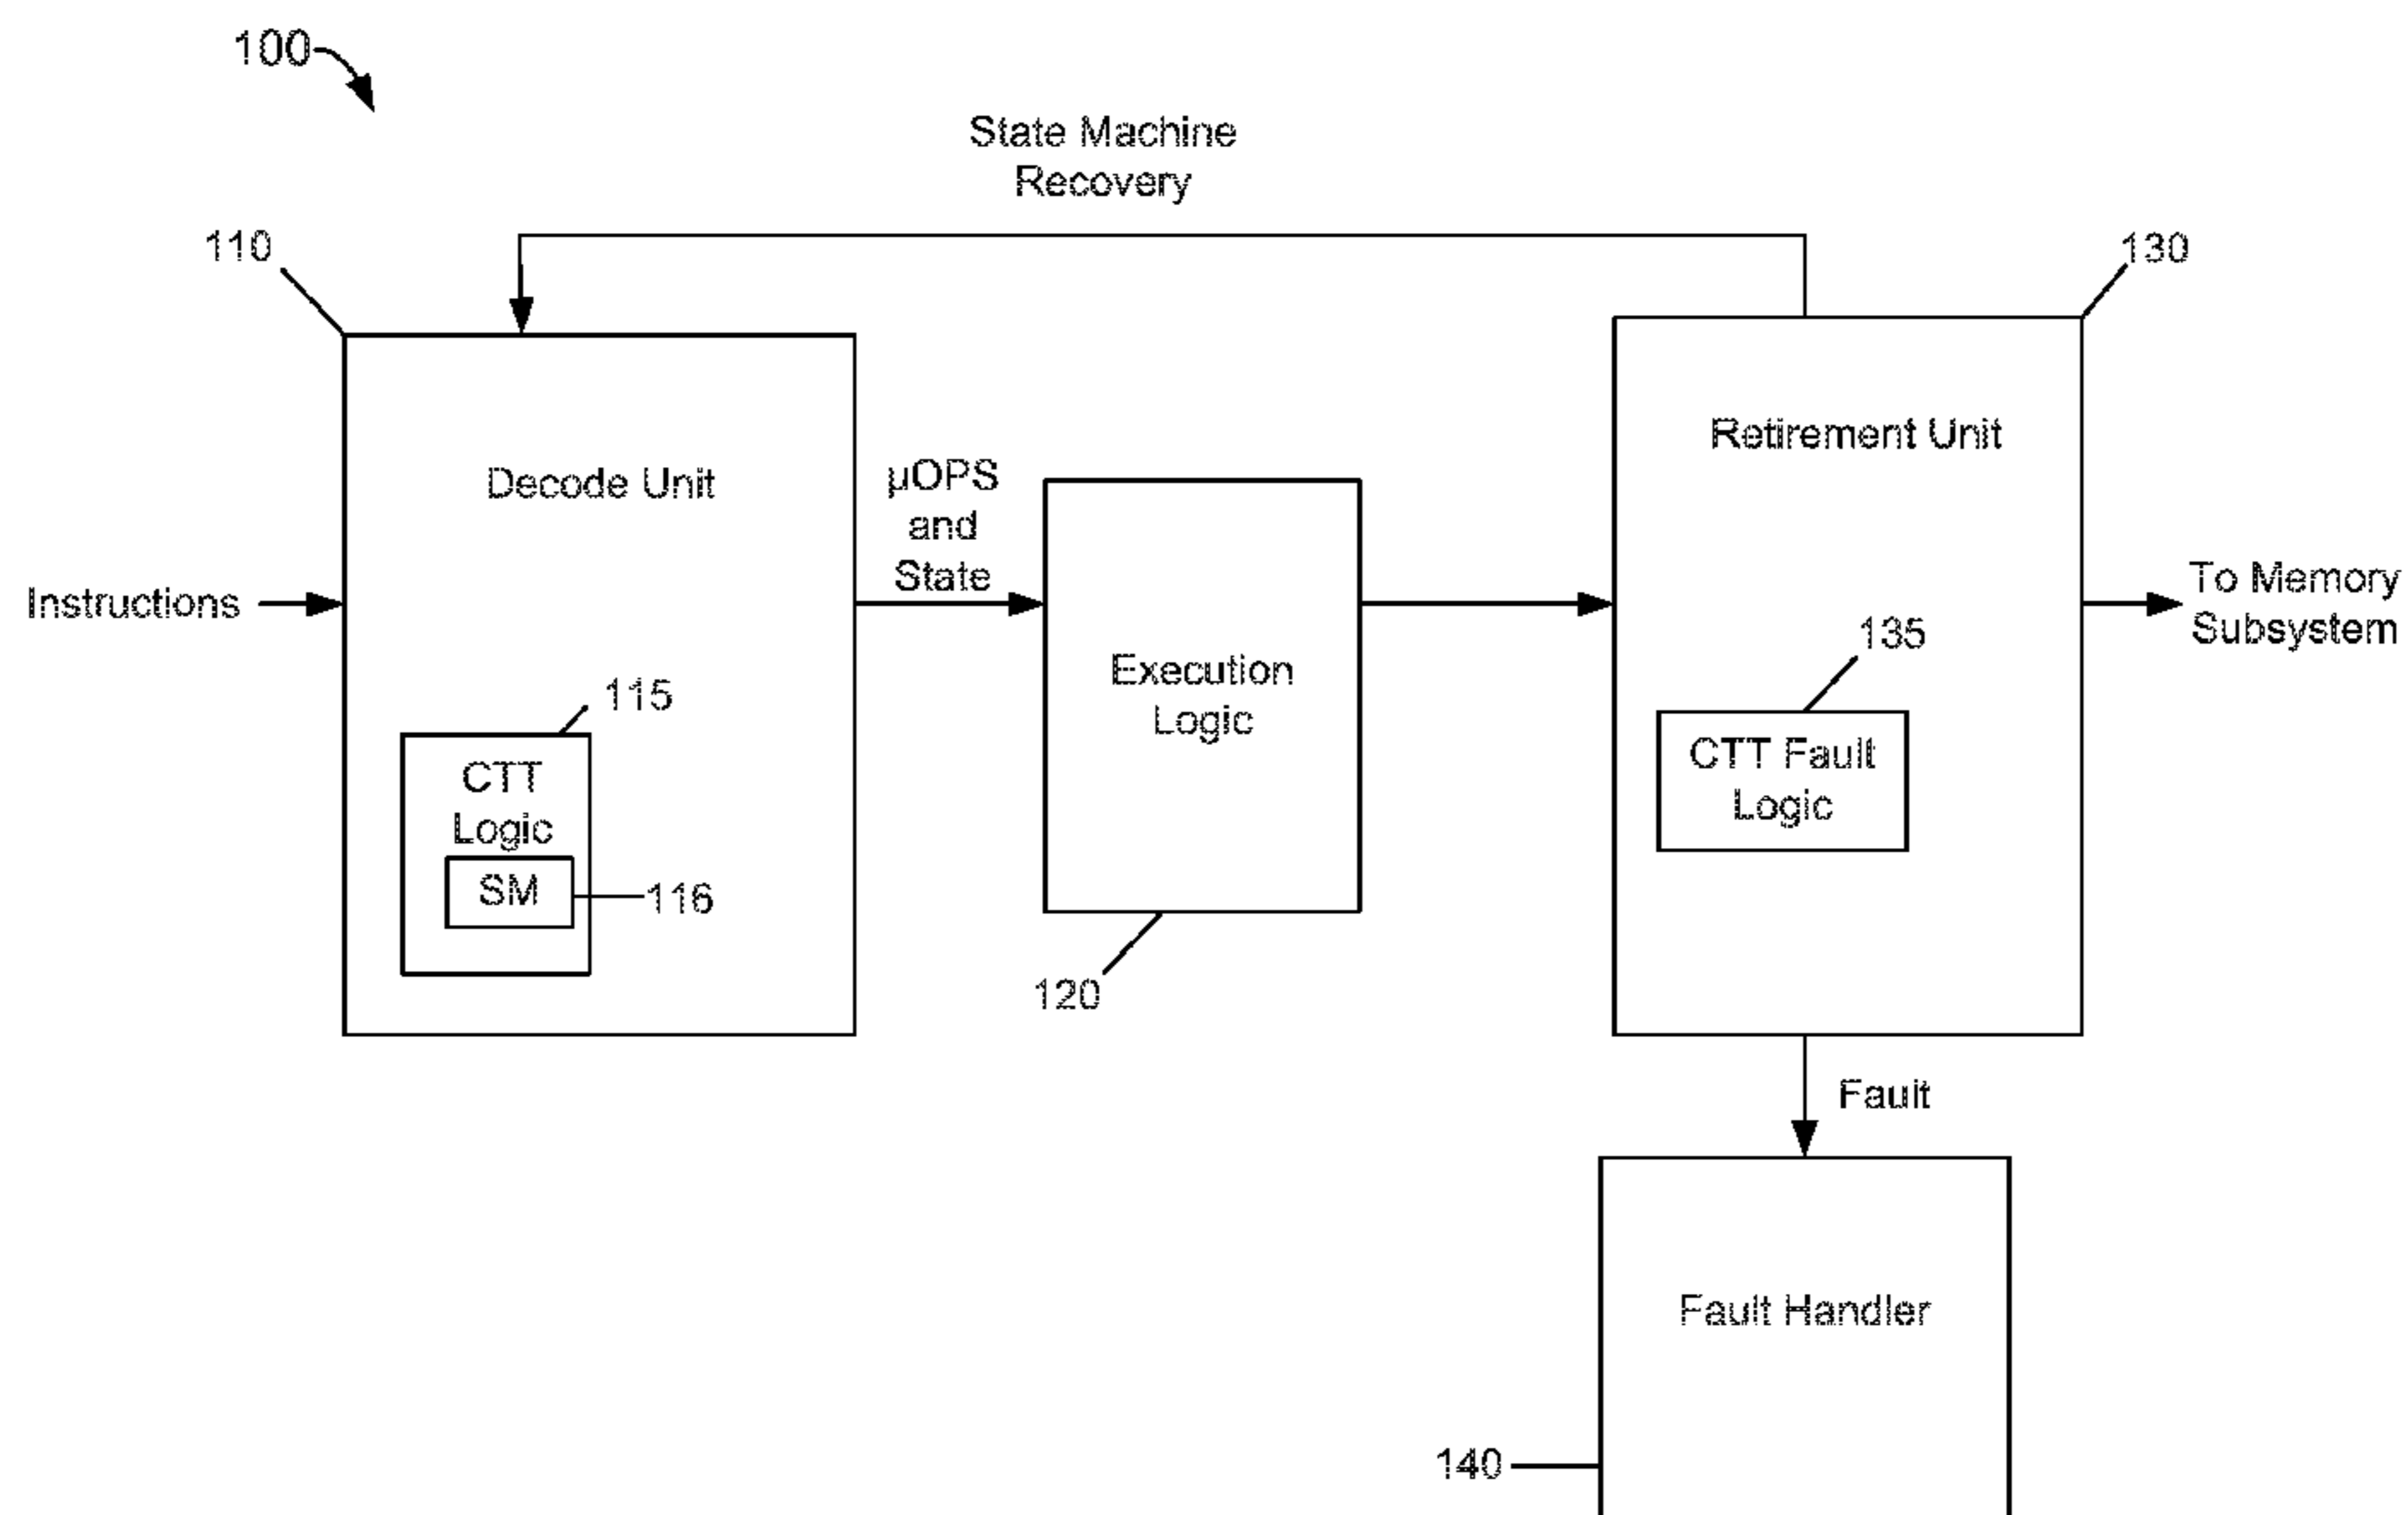 100
State Machine
Recovery
110
130
Decode Unit
µOPS
and
State
Retirement Unit
Instructions
Execution
Logic
To Memory
Subsystem
135
115
CTT
Logic
SM
116
CTT Fault
Logic
120
Fault
Fault Handler
140